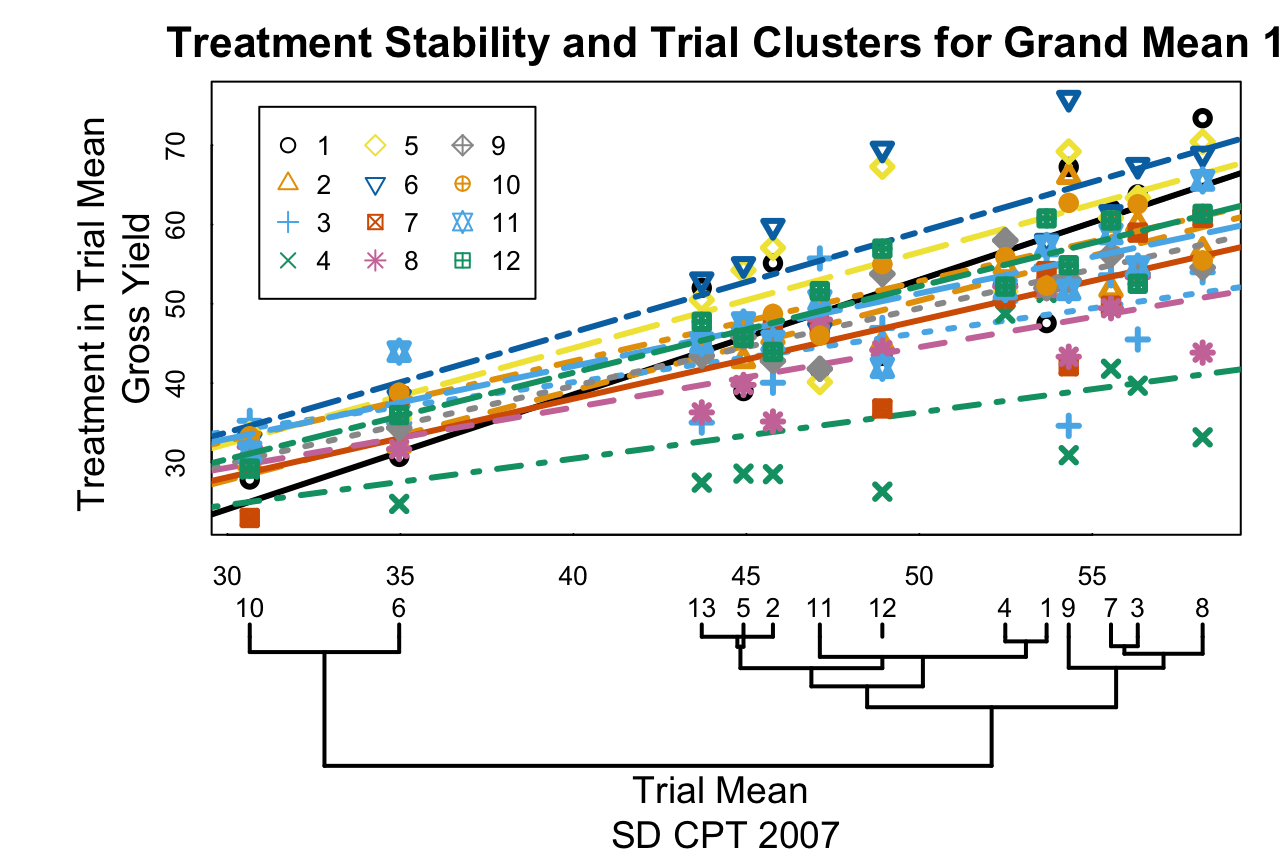 Treatment Stability and Trial Clusters for Grand Mean 1
Treatment in Trial Mean
Gross Yield
70
60
50
40
30
1 5 9
2 6 10
3 7 11
4 8 12
30 35 40 45 50 55
10 6 13 5 2 11 12 4 1 9 7 3 8
Trial Mean
SD CPT 2007